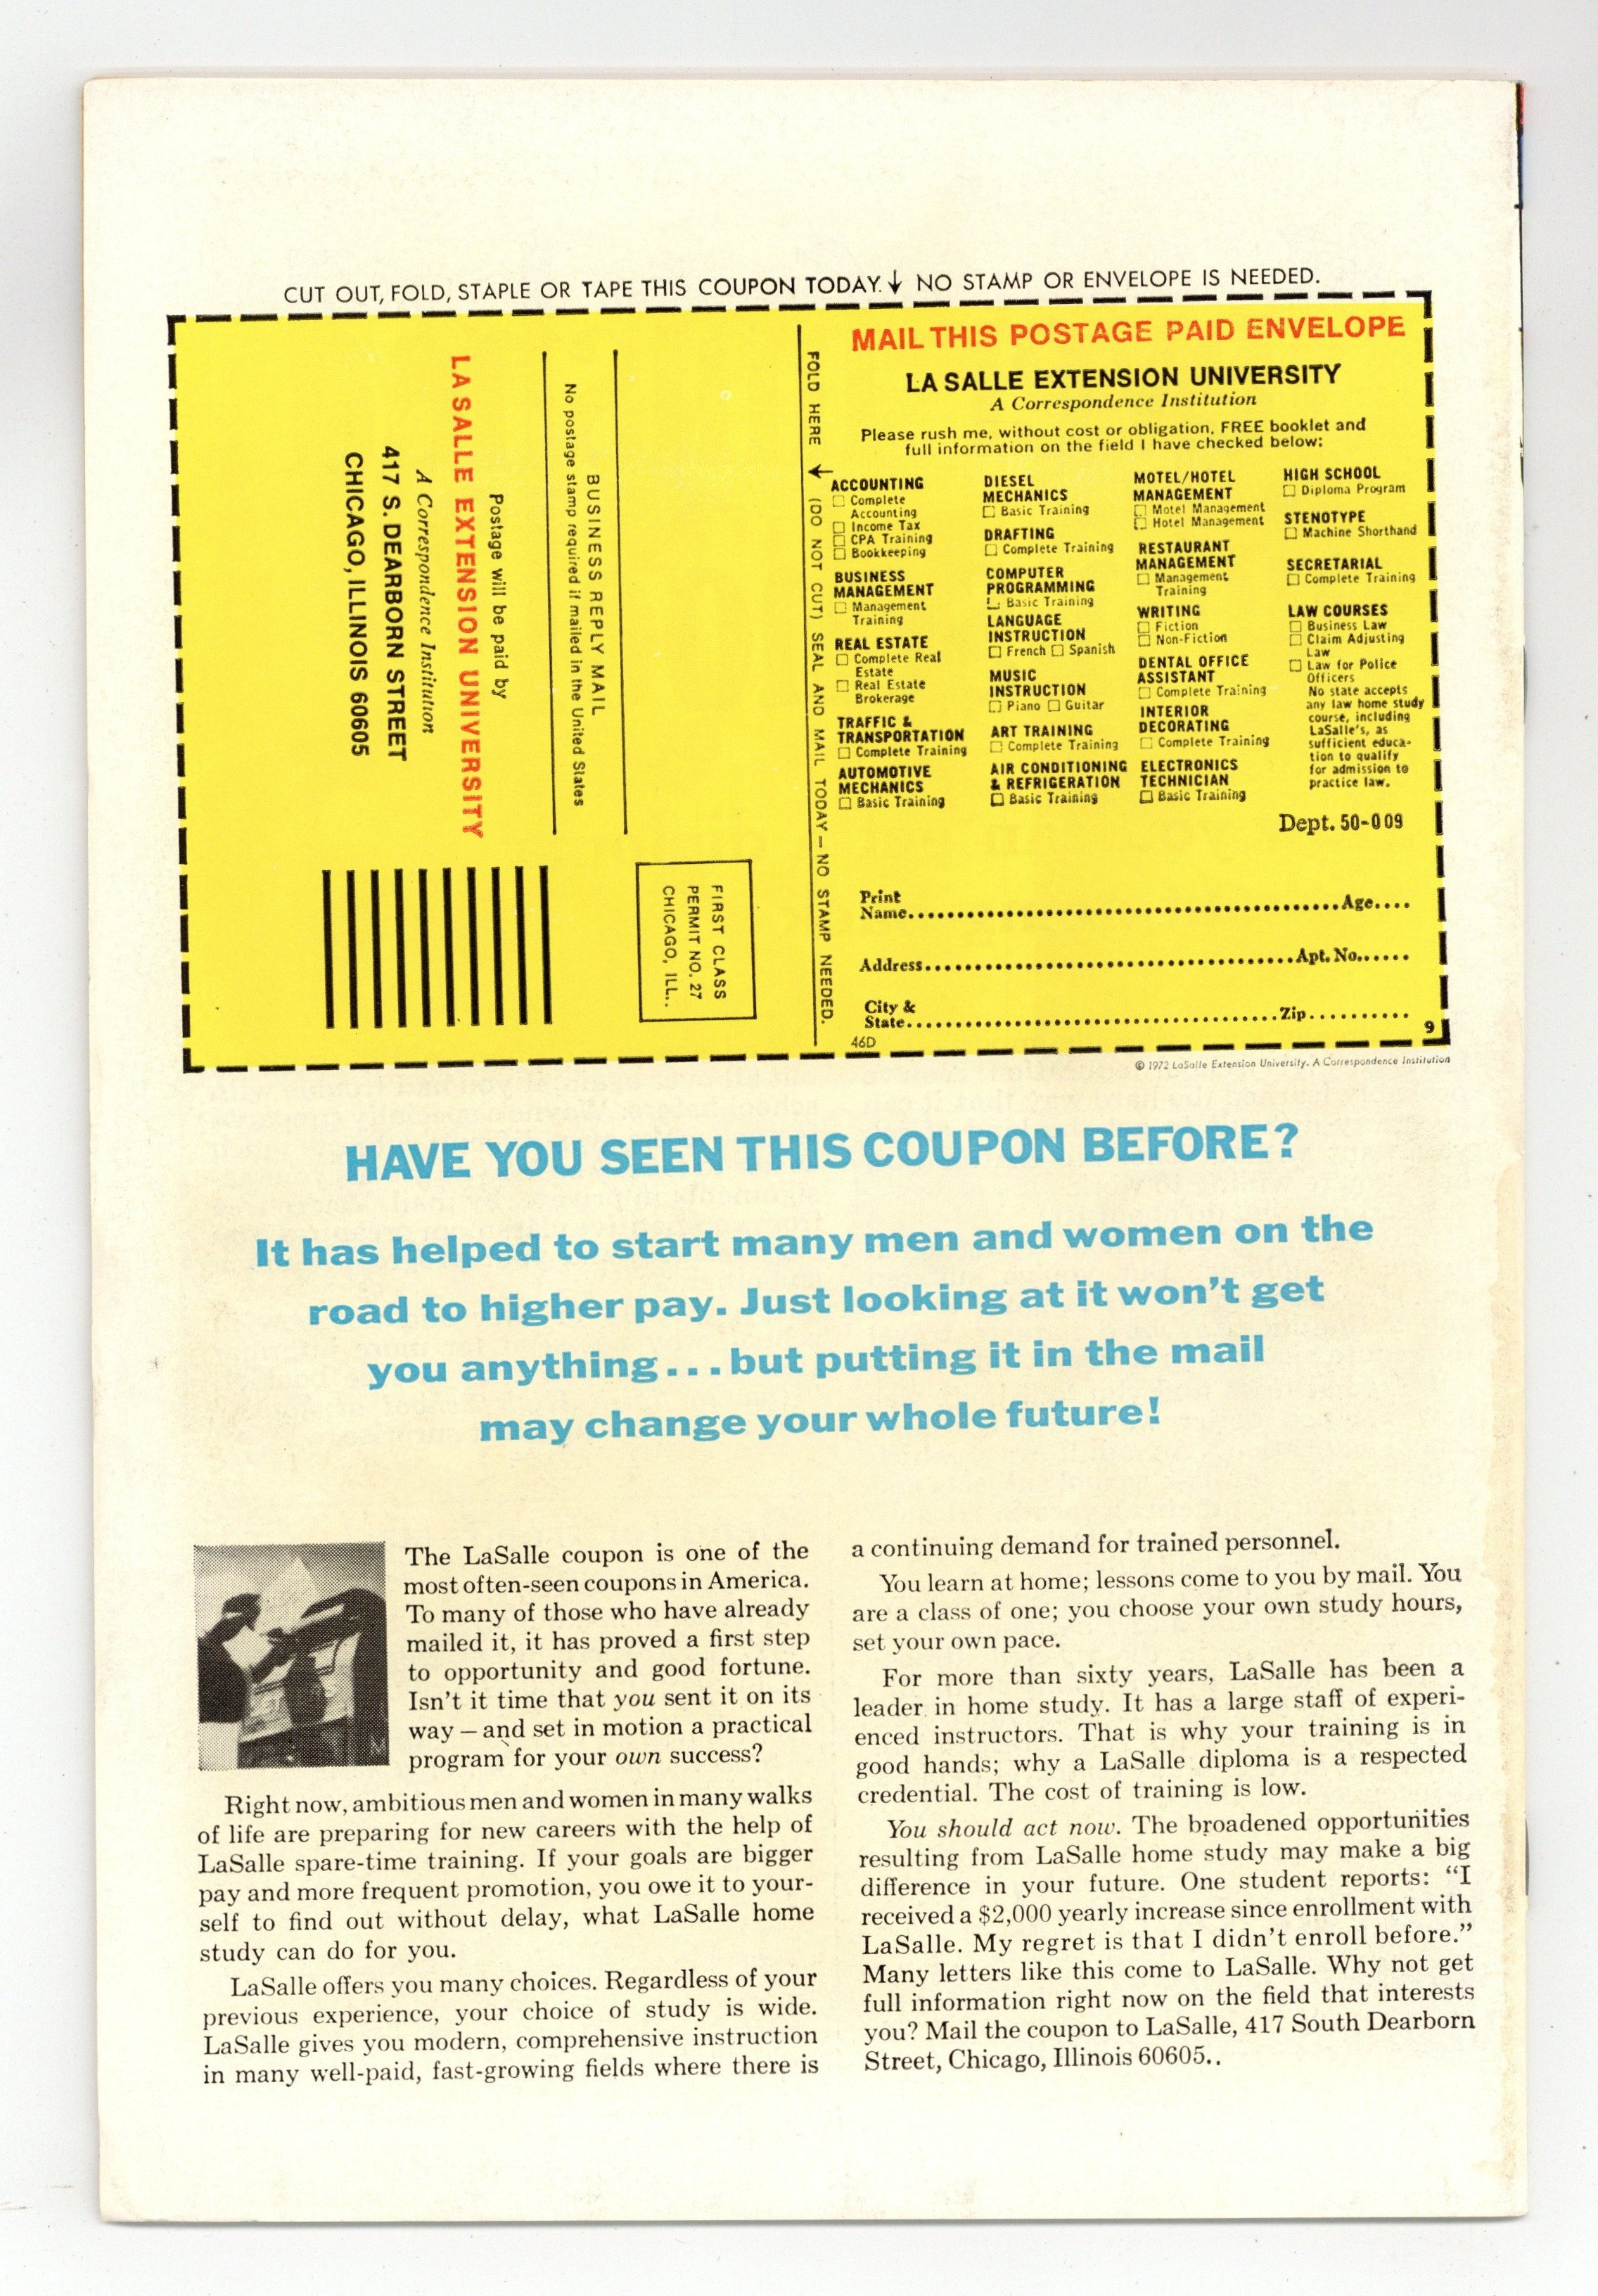 CUT OUT, FOLD, STAPLE OR TAPE THIS COUPON TODAY. ↓ NO STAMP OR ENVELOPE IS NEEDED.
BUSINESS REPLY MAIL
No postage stamp required if mailed in the United States
Postage will be paid by
LA SALLE EXTENSION UNIVERSITY
A Correspondence Institution
417 S. DEARBORN STREET
CHICAGO, ILLINOIS 60605
FIRST CLASS
PERMIT NO. 27
CHICAGO, ILL..
FOLD HERE → (DO NOT CUT) SEAL AND MAIL TODAY — NO STAMP NEEDED.
MAIL THIS POSTAGE PAID ENVELOPE
LA SALLE EXTENSION UNIVERSITY
A Correspondence Institution
Please rush me, without cost or obligation, FREE booklet and
full information on the field I have checked below:
ACCOUNTING
☐ Complete
Accounting
☐ Income Tax
☐ CPA Training
☐ Bookkeeping
BUSINESS
MANAGEMENT
☐ Management
Training
REAL ESTATE
☐ Complete Real
Estate
☐ Real Estate
Brokerage
TRAFFIC &
TRANSPORTATION
☐ Complete Training
AUTOMOTIVE
MECHANICS
☐ Basic Training
DIESEL
MECHANICS
☐ Basic Training
DRAFTING
☐ Complete Training
COMPUTER
PROGRAMMING
☐ Basic Training
LANGUAGE
INSTRUCTION
☐ French ☐ Spanish
MUSIC
INSTRUCTION
☐ Piano ☐ Guitar
ART TRAINING
☐ Complete Training
AIR CONDITIONING
& REFRIGERATION
☐ Basic Training
MOTEL/HOTEL
MANAGEMENT
☐ Motel Management
☐ Hotel Management
RESTAURANT
MANAGEMENT
☐ Management
Training
WRITING
☐ Fiction
☐ Non-Fiction
DENTAL OFFICE
ASSISTANT
☐ Complete Training
INTERIOR
DECORATING
☐ Complete Training
ELECTRONICS
TECHNICIAN
☐ Basic Training
HIGH SCHOOL
☐ Diploma Program
STENOTYPE
☐ Machine Shorthand
SECRETARIAL
☐ Complete Training
LAW COURSES
☐ Business Law
☐ Claim Adjusting
Law
☐ Law for Police
Officers
No state accepts
any law home study
course, including
LaSalle's, as
sufficient educa-
tion to qualify
for admission to
practice law.
Dept. 50-009
Print
Name..........Age....
Address..........Apt. No......
City &
State..........Zip..........
46D
9
© 1972 LaSalle Extension University. A Correspondence Institution
HAVE YOU SEEN THIS COUPON BEFORE?
It has helped to start many men and women on the
road to higher pay. Just looking at it won't get
you anything...but putting it in the mail
may change your whole future!
The LaSalle coupon is one of the
most often-seen coupons in America.
To many of those who have already
mailed it, it has proved a first step
to opportunity and good fortune.
Isn't it time that you sent it on its
way — and set in motion a practical
program for your own success?
Right now, ambitious men and women in many walks
of life are preparing for new careers with the help of
LaSalle spare-time training. If your goals are bigger
pay and more frequent promotion, you owe it to your-
self to find out without delay, what LaSalle home
study can do for you.
LaSalle offers you many choices. Regardless of your
previous experience, your choice of study is wide.
LaSalle gives you modern, comprehensive instruction
in many well-paid, fast-growing fields where there is
a continuing demand for trained personnel.
You learn at home; lessons come to you by mail. You
are a class of one; you choose your own study hours,
set your own pace.
For more than sixty years, LaSalle has been a
leader in home study. It has a large staff of experi-
enced instructors. That is why your training is in
good hands; why a LaSalle diploma is a respected
credential. The cost of training is low.
You should act now. The broadened opportunities
resulting from LaSalle home study may make a big
difference in your future. One student reports: “I
received a $2,000 yearly increase since enrollment with
LaSalle. My regret is that I didn't enroll before.”
Many letters like this come to LaSalle. Why not get
full information right now on the field that interests
you? Mail the coupon to LaSalle, 417 South Dearborn
Street, Chicago, Illinois 60605..